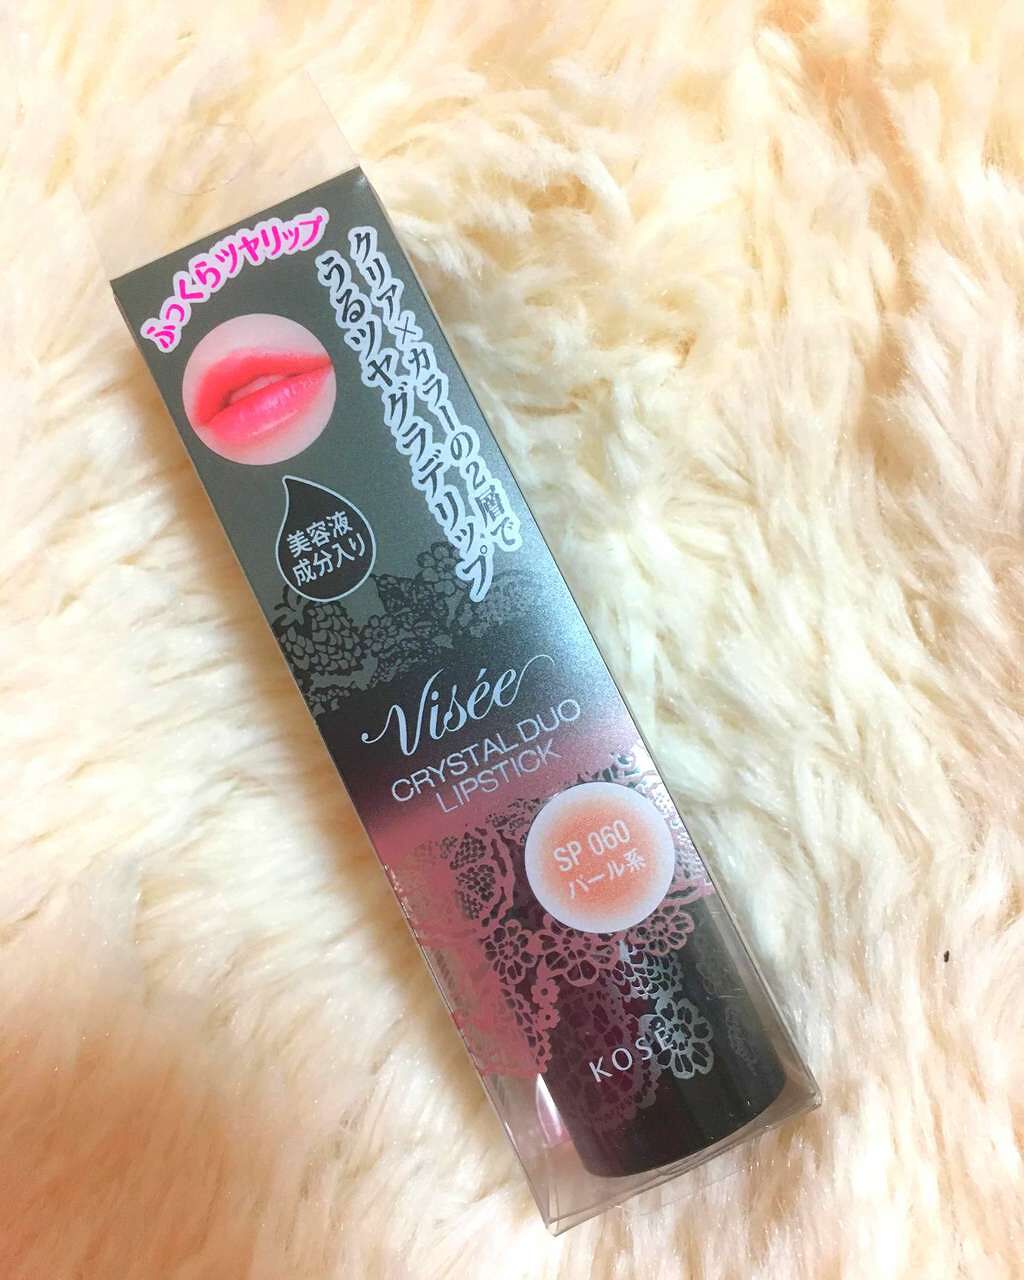 ふっくらツヤリップ
クリア×カラーの2層で
うるツヤグラデリップ
美容液
成分入り
Visée
CRYSTAL DUO
LIPSTICK
SP 060
パール系
KOSÉ